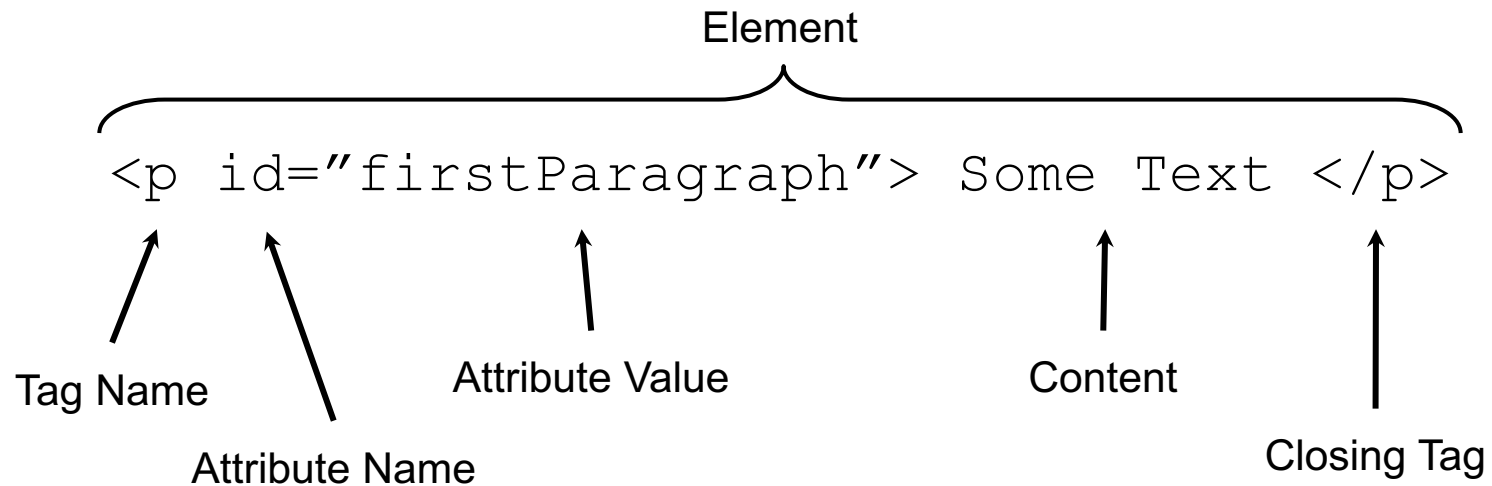 Element
<p id=”firstParagraph”> Some Text </p>
Tag Name
Attribute Value
Content
Attribute Name
Closing Tag